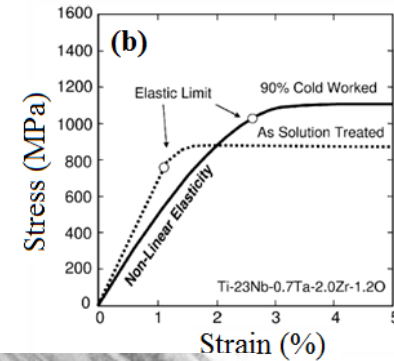 (b)
1600
1400
1200
1000
800
600
400
200
0
Stress (MPa)
Elastic Limit
90% Cold Worked
As Solution Treated
Non-Linear Elasticity
Ti-23Nb-0.7Ta-2.0Zr-1.2O
0 1 2 3 4 5
Strain (%)